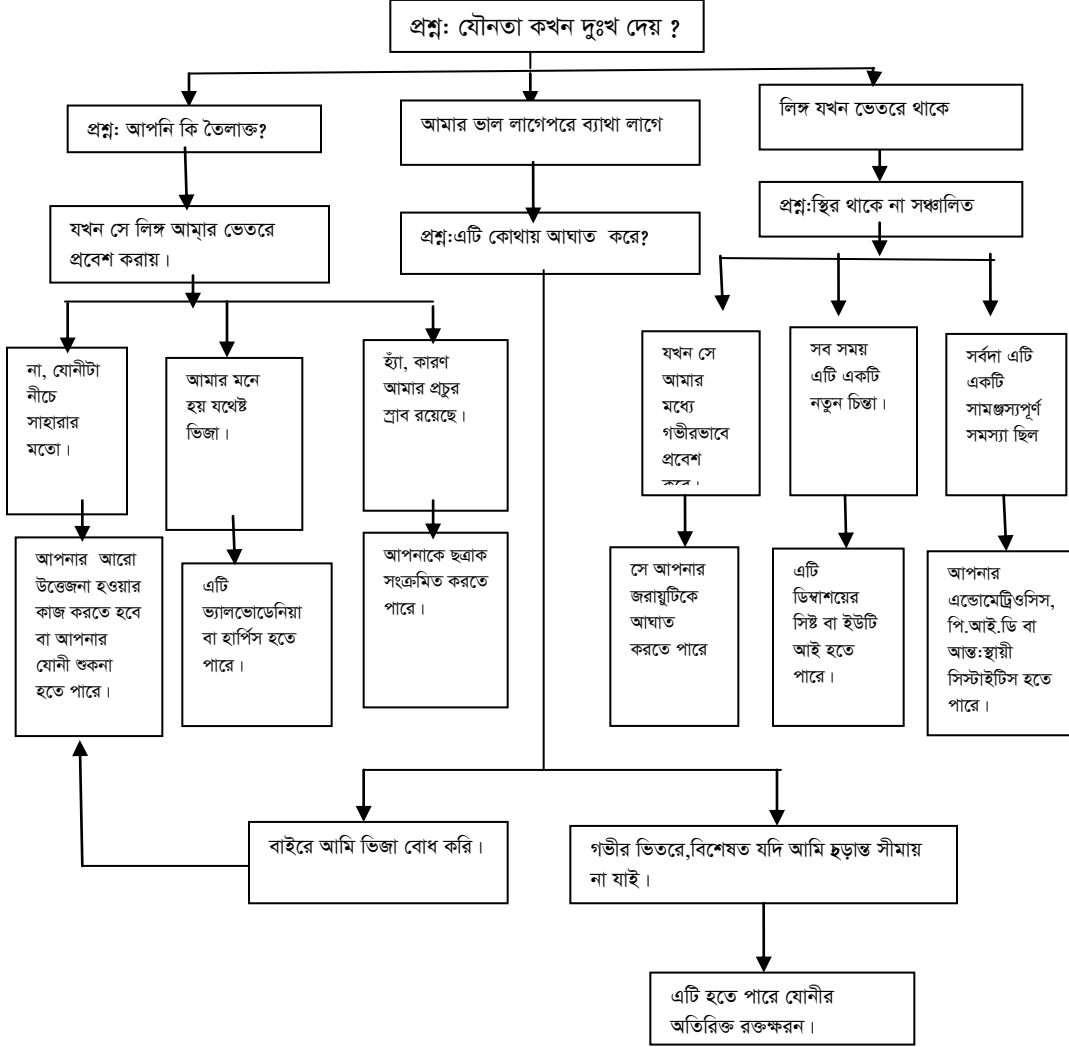 প্রশ্ন: যৌনতা কখন দুঃখ দেয় ?
প্রশ্ন: আপনি কি তৈলাক্ত?
আমার ভাল লাগেপরে ব্যাথা লাগে
লিঙ্গ যখন ভেতরে থাকে
যখন সে লিঙ্গ আম্ার ভেতরে
প্রবেশ করায়।
প্রশ্ন:এটি কোথায় আঘাত করে?
প্রশ্ন:স্থির থাকে না সঞ্চালিত
না, যোনীটা
নীচে
সাহারার
মতো।
আমার মনে
হয় যথেষ্ট
ভিজা।
হ্যাঁ, কারণ
আমার প্রচুর
স্রাব রয়েছে।
যখন সে
আমার
মধ্যে
গভীরভাবে
প্রবেশ
সব সময়
এটি একটি
নতুন চিন্তা।
সর্বদা এটি
একটি
সামঞ্জস্যপূর্ণ
সমস্যা ছিল
আপনার আরো
উত্তেজনা হওয়ার
কাজ করতে হবে
বা আপনার
যোনী শুকনা
হতে পারে।
এটি
ভ্যালভোডেনিয়া
বা হার্পিস হতে
পারে।
আপনাকে ছত্রাক
সংক্রমিত করতে
পারে।
সে আপনার
জরায়ুটিকে
আঘাত
করতে পারে
এটি
ডিম্বাশয়ের
সিষ্ট বা ইউটি
আই হতে
পারে।
আপনার
এন্ডোমেট্রিওসিস,
পি.আই.ডি বা
আন্ত:স্থায়ী
সিস্টাইটিস হতে
পারে।
বাইরে আমি ভিজা বোধ করি।
গভীর ভিতরে,বিশেষত যদি আমি চূড়ান্ত সীমায়
না যাই।
এটি হতে পারে যোনীর
অতিরিক্ত রক্তক্ষরন।